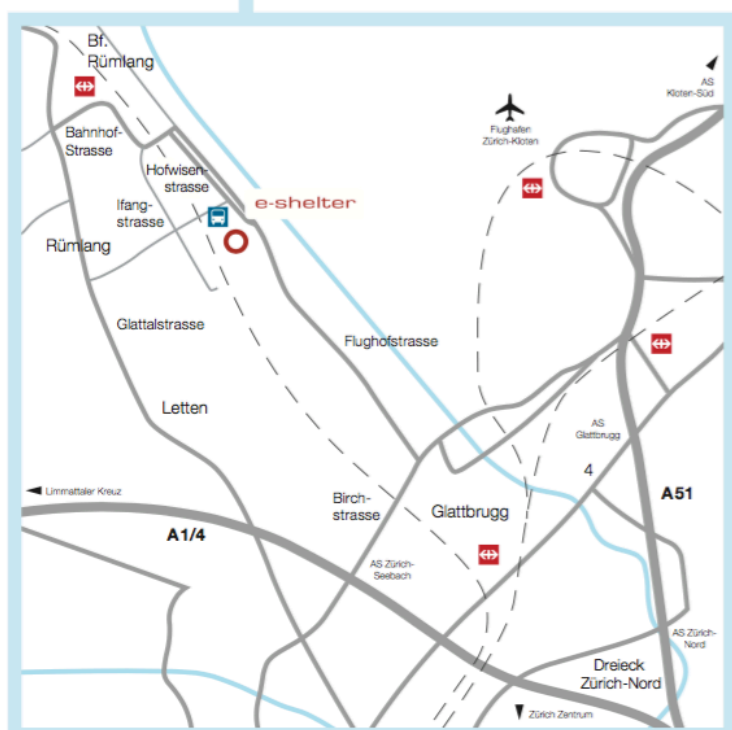 Bf.
Rümlang
AS
Kloten-Süd
Flughafen
Zürich-Kloten
Bahnhof-
Strasse
Hofwisen-
strasse
Ifang-
strasse
e-shelter
Rümlang
Glattalstrasse
Flughofstrasse
Letten
AS
Glattbrugg
4
Limmattaler Kreuz
A51
Birch-
strasse
Glattbrugg
A1/4
AS Zürich-
Seebach
AS Zürich-
Nord
Dreieck
Zürich-Nord
Zürich Zentrum